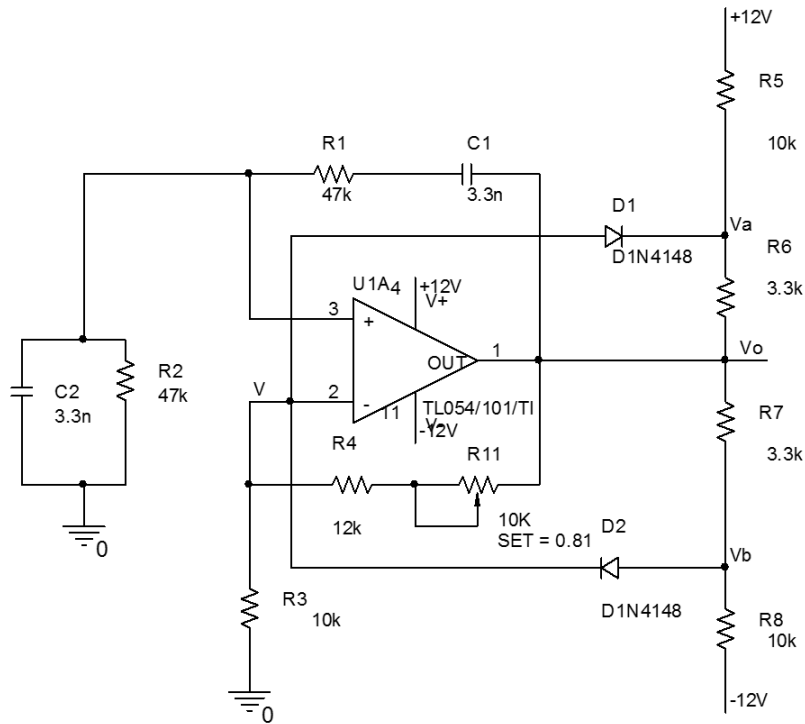 +12V
R5
10k
R1
C1
47k
3.3n
D1
Va
D1N4148
R6
3.3k
U1A
4
+12V
V+
3
+
OUT
1
Vo
C2
3.3n
R2
47k
V
2
-
11
TL054/101/TI
V-
-12V
R4
R11
R7
3.3k
12k
10K
SET = 0.81
D2
Vb
0
R3
10k
D1N4148
R8
10k
-12V
0